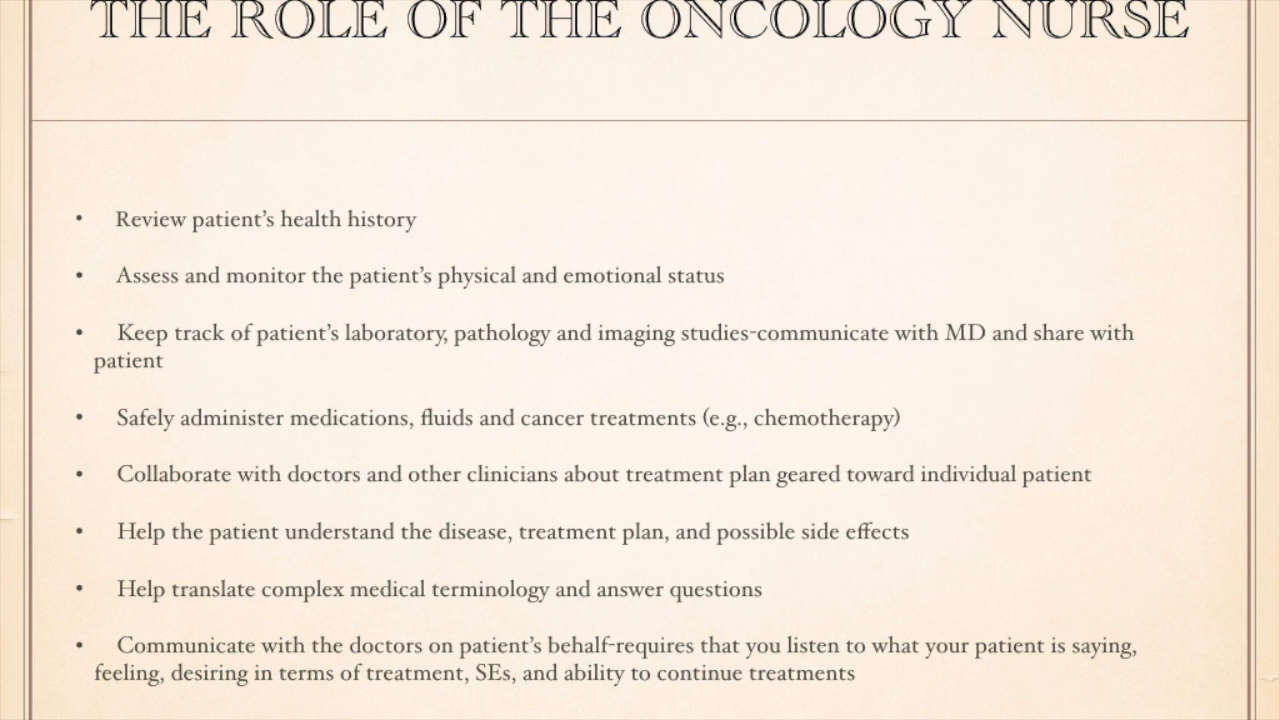 THE ROLE OF THE ONCOLOGY NURSE
• Review patient’s health history
• Assess and monitor the patient’s physical and emotional status
• Keep track of patient’s laboratory, pathology and imaging studies-communicate with MD and share with
patient
• Safely administer medications, fluids and cancer treatments (e.g., chemotherapy)
• Collaborate with doctors and other clinicians about treatment plan geared toward individual patient
• Help the patient understand the disease, treatment plan, and possible side effects
• Help translate complex medical terminology and answer questions
• Communicate with the doctors on patient’s behalf-requires that you listen to what your patient is saying,
feeling, desiring in terms of treatment, SEs, and ability to continue treatments